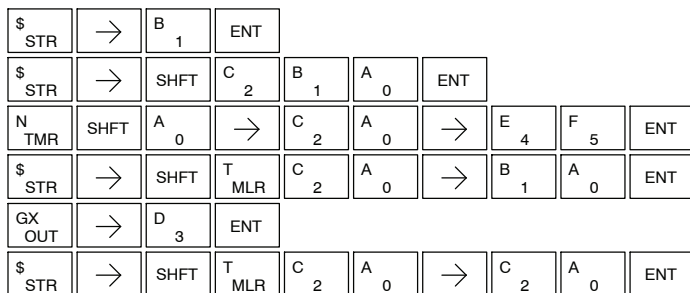 $ STR → B 1 ENT
$ STR → SHFT C 2 B 1 A 0 ENT
N TMR SHFT A 0 → C 2 A 0 → E 4 F 5 ENT
$ STR → SHFT T MLR C 2 A 0 → B 1 A 0 ENT
GX OUT → D 3 ENT
$ STR → SHFT T MLR C 2 A 0 → C 2 A 0 ENT